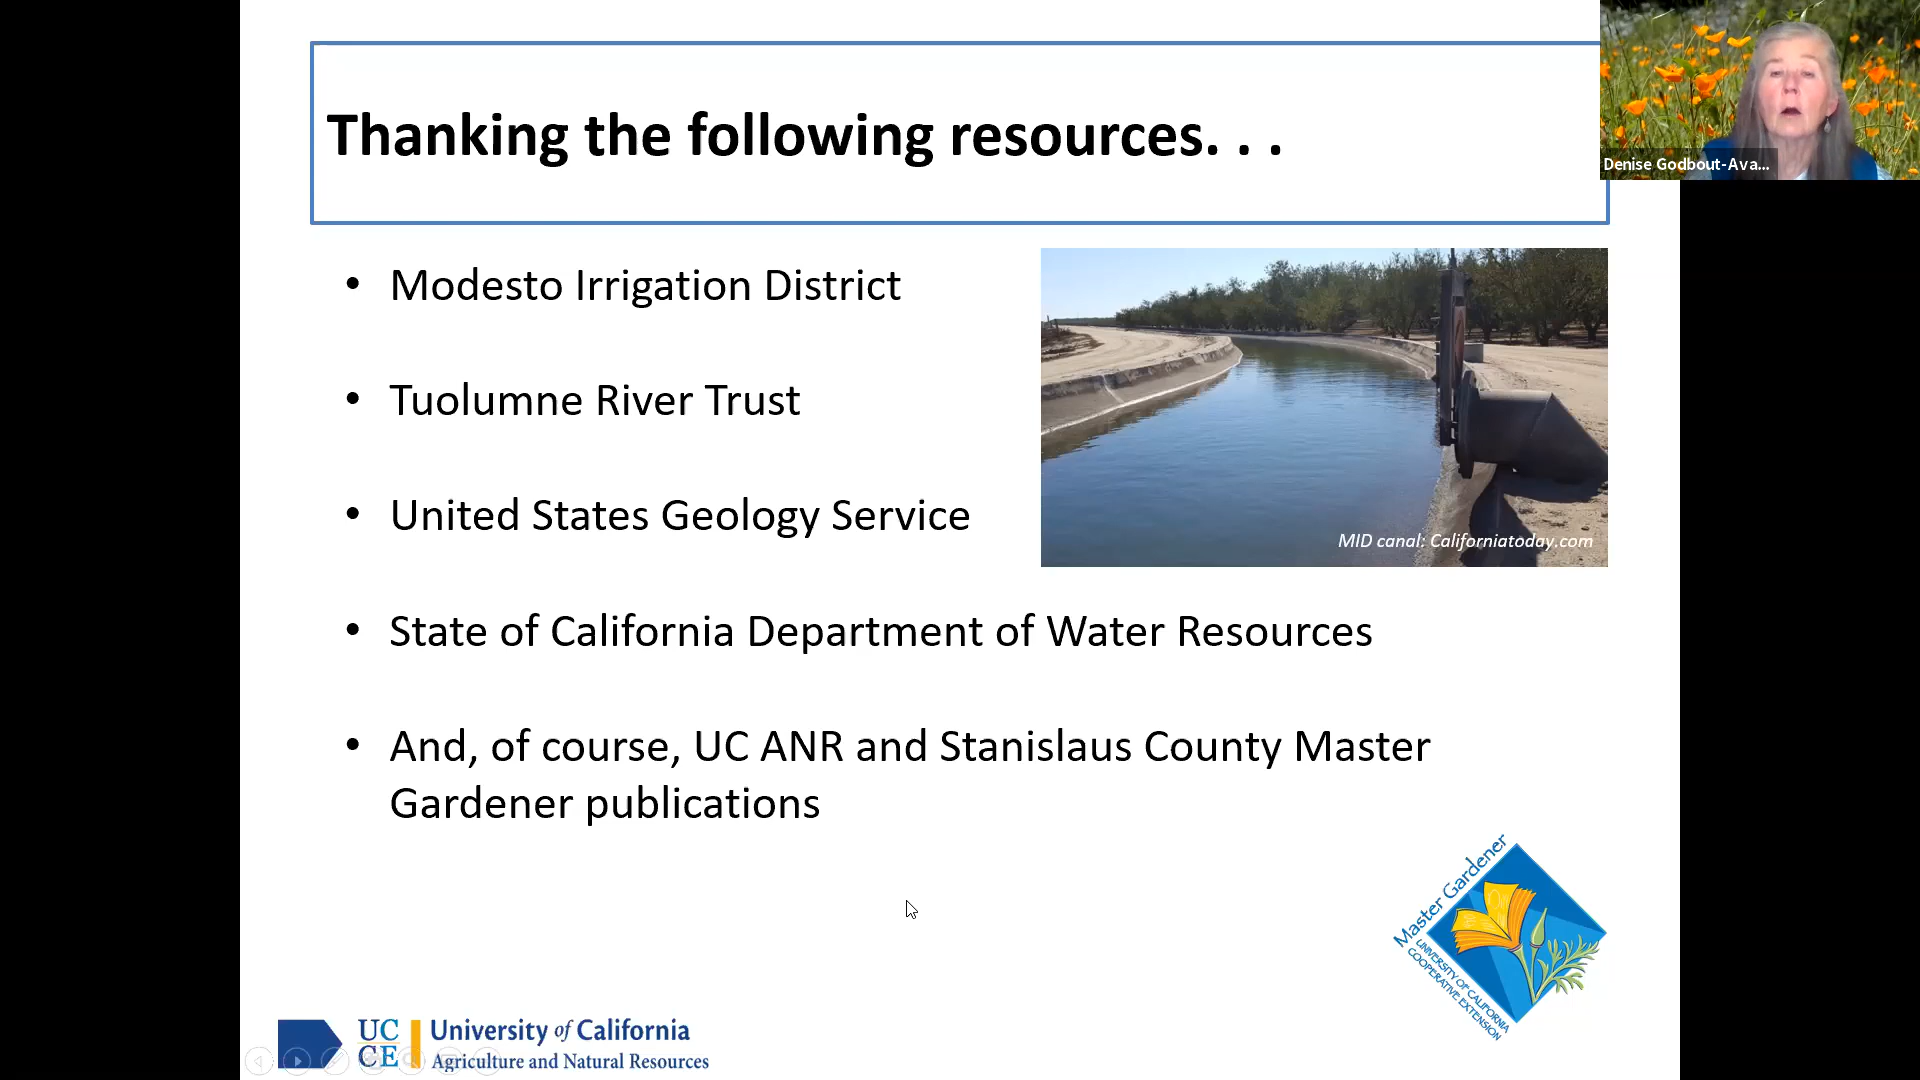 Thanking the following resources. . .
Denise Godbout-Ava...
• Modesto Irrigation District
• Tuolumne River Trust
• United States Geology Service
MID canal: Californiatoday.com
• State of California Department of Water Resources
• And, of course, UC ANR and Stanislaus County Master
Gardener publications
Master Gardener
UNIVERSITY OF CALIFORNIA
COOPERATIVE EXTENSION
UC
CE
University of California
Agriculture and Natural Resources